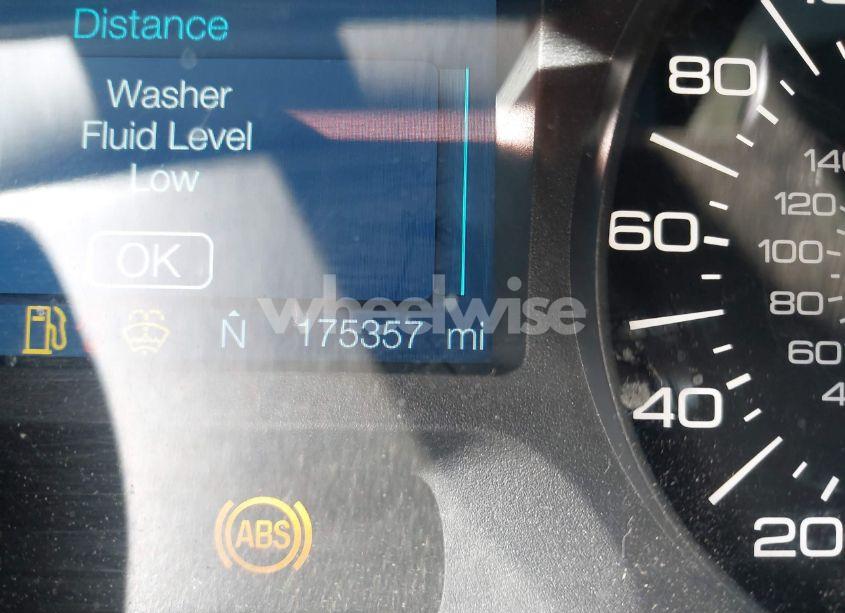 Distance
Washer
Fluid Level
Low
OK
N 175357 mi
wheelwise
ABS
80
60
40
20
140
120
100
80
60